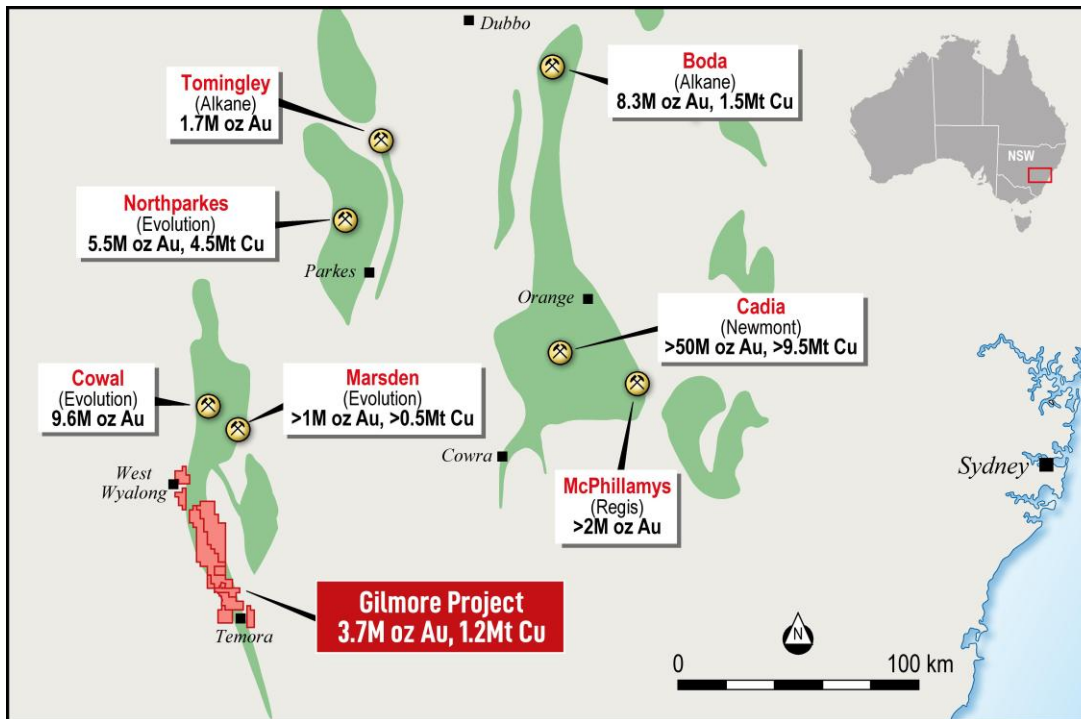 Dubbo
Tomingley
(Alkane)
1.7M oz Au
Boda
(Alkane)
8.3M oz Au, 1.5Mt Cu
NSW
Northparkes
(Evolution)
5.5M oz Au, 4.5Mt Cu
Parkes
Orange
Cadia
(Newmont)
>50M oz Au, >9.5Mt Cu
Cowal
(Evolution)
9.6M oz Au
Marsden
(Evolution)
>1M oz Au, >0.5Mt Cu
Cowra
West
Wyalong
McPhillamys
(Regis)
>2M oz Au
Sydney
Gilmore Project
3.7M oz Au, 1.2Mt Cu
Temora
N
0
100 km